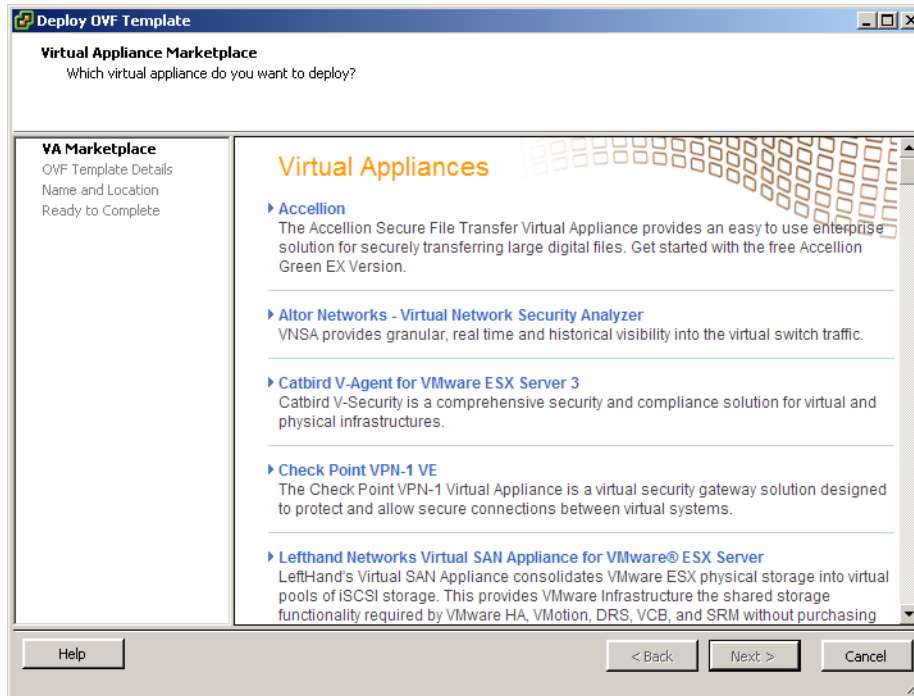 Deploy OVF Template
Virtual Appliance Marketplace
Which virtual appliance do you want to deploy?
VA Marketplace
OVF Template Details
Name and Location
Ready to Complete
Virtual Appliances
Accellion
The Accellion Secure File Transfer Virtual Appliance provides an easy to use enterprise
solution for securely transferring large digital files. Get started with the free Accellion
Green EX Version.
Altor Networks - Virtual Network Security Analyzer
VNSA provides granular, real time and historical visibility into the virtual switch traffic.
Catbird V-Agent for VMware ESX Server 3
Catbird V-Security is a comprehensive security and compliance solution for virtual and
physical infrastructures.
Check Point VPN-1 VE
The Check Point VPN-1 Virtual Appliance is a virtual security gateway solution designed
to protect and allow secure connections between virtual systems.
Lefthand Networks Virtual SAN Appliance for VMware® ESX Server
LeftHand's Virtual SAN Appliance consolidates VMware ESX physical storage into virtual
pools of iSCSI storage. This provides VMware Infrastructure the shared storage
functionality required by VMware HA, VMotion, DRS, VCB, and SRM without purchasing
Help
< Back
Next >
Cancel